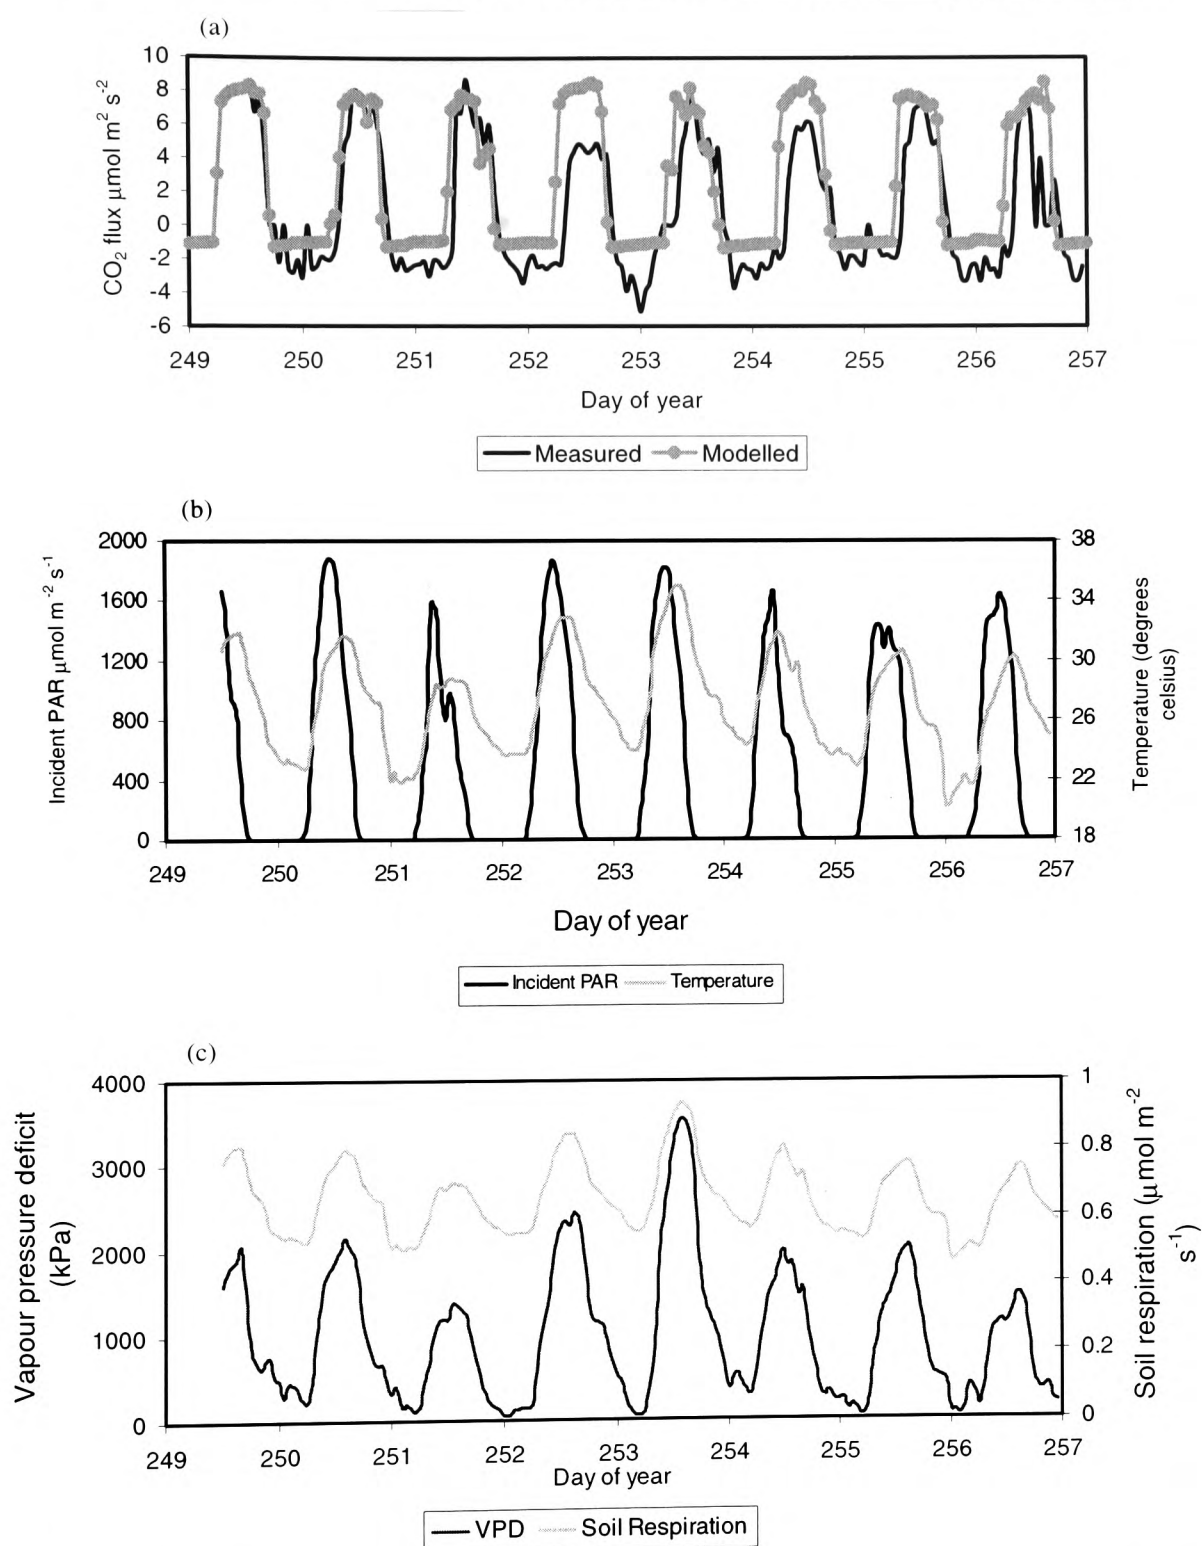 (a)
CO₂ flux μmol m² s⁻²
10
8
6
4
2
0
-2
-4
-6
249 250 251 252 253 254 255 256 257
Day of year
Measured Modelled
(b)
Incident PAR μmol m⁻² s⁻¹
2000
1600
1200
800
400
0
38
34
30
26
22
18
Temperature (degrees
celsius)
249 250 251 252 253 254 255 256 257
Day of year
Incident PAR Temperature
(c)
Vapour pressure deficit
(kPa)
4000
3000
2000
1000
0
1
0.8
0.6
0.4
0.2
0
Soil respiration (μmol m⁻²
s⁻¹)
249 250 251 252 253 254 255 256 257
Day of year
VPD Soil Respiration